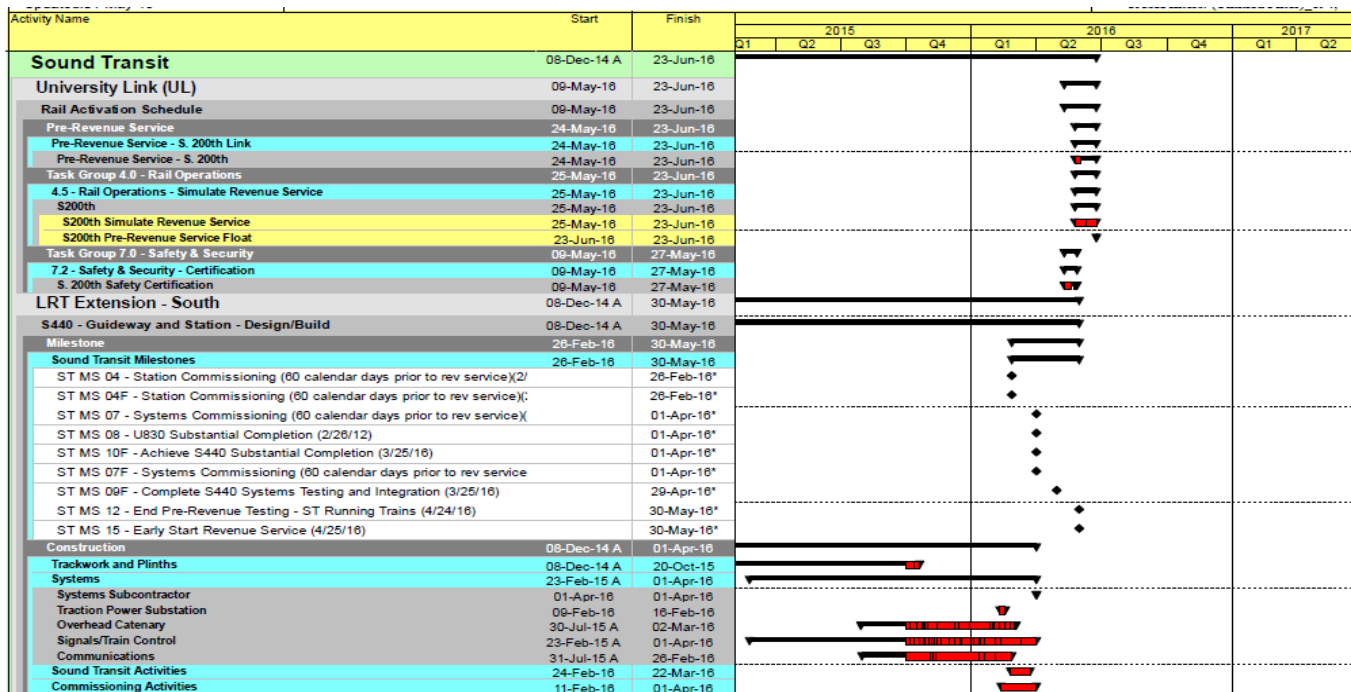 Activity Name Start Finish
2015 2016 2017
Q1 Q2 Q3 Q4 Q1 Q2 Q3 Q4 Q1 Q2
Sound Transit 08-Dec-14 A 23-Jun-16
University Link (UL) 09-May-16 23-Jun-16
Rail Activation Schedule 09-May-16 23-Jun-16
Pre-Revenue Service 24-May-16 23-Jun-16
Pre-Revenue Service - S. 200th Link 24-May-16 23-Jun-16
Pre-Revenue Service - S. 200th 24-May-16 23-Jun-16
Task Group 4.0 - Rail Operations 25-May-16 23-Jun-16
4.5 - Rail Operations - Simulate Revenue Service 25-May-16 23-Jun-16
S200th 25-May-16 23-Jun-16
S200th Simulate Revenue Service 25-May-16 23-Jun-16
S200th Pre-Revenue Service Float 23-Jun-16 23-Jun-16
Task Group 7.0 - Safety & Security 09-May-16 27-May-16
7.2 - Safety & Security - Certification 09-May-16 27-May-16
S. 200th Safety Certification 09-May-16 27-May-16
LRT Extension - South 08-Dec-14 A 30-May-16
S440 - Guideway and Station - Design/Build 08-Dec-14 A 30-May-16
Milestone 26-Feb-16 30-May-16
Sound Transit Milestones 26-Feb-16 30-May-16
ST MS 04 - Station Commissioning (60 calendar days prior to rev service)(2/ 26-Feb-16*
ST MS 04F - Station Commissioning (60 calendar days prior to rev service)(: 26-Feb-16*
ST MS 07 - Systems Commissioning (60 calendar days prior to rev service)( 01-Apr-16*
ST MS 08 - U830 Substantial Completion (2/26/12) 01-Apr-16*
ST MS 10F - Achieve S440 Substantial Completion (3/25/16) 01-Apr-16*
ST MS 07F - Systems Commissioning (60 calendar days prior to rev service 01-Apr-16*
ST MS 09F - Complete S440 Systems Testing and Integration (3/25/16) 29-Apr-16*
ST MS 12 - End Pre-Revenue Testing - ST Running Trains (4/24/16) 30-May-16*
ST MS 15 - Early Start Revenue Service (4/25/16) 30-May-16*
Construction 08-Dec-14 A 01-Apr-16
Trackwork and Plinths 08-Dec-14 A 20-Oct-15
Systems 23-Feb-15 A 01-Apr-16
Systems Subcontractor 01-Apr-16 01-Apr-16
Traction Power Substation 09-Feb-16 16-Feb-16
Overhead Catenary 30-Jul-15 A 02-Mar-16
Signals/Train Control 23-Feb-15 A 01-Apr-16
Communications 31-Jul-15 A 26-Feb-16
Sound Transit Activities 24-Feb-16 22-Mar-16
Commissioning Activities 11-Feb-16 01-Apr-16